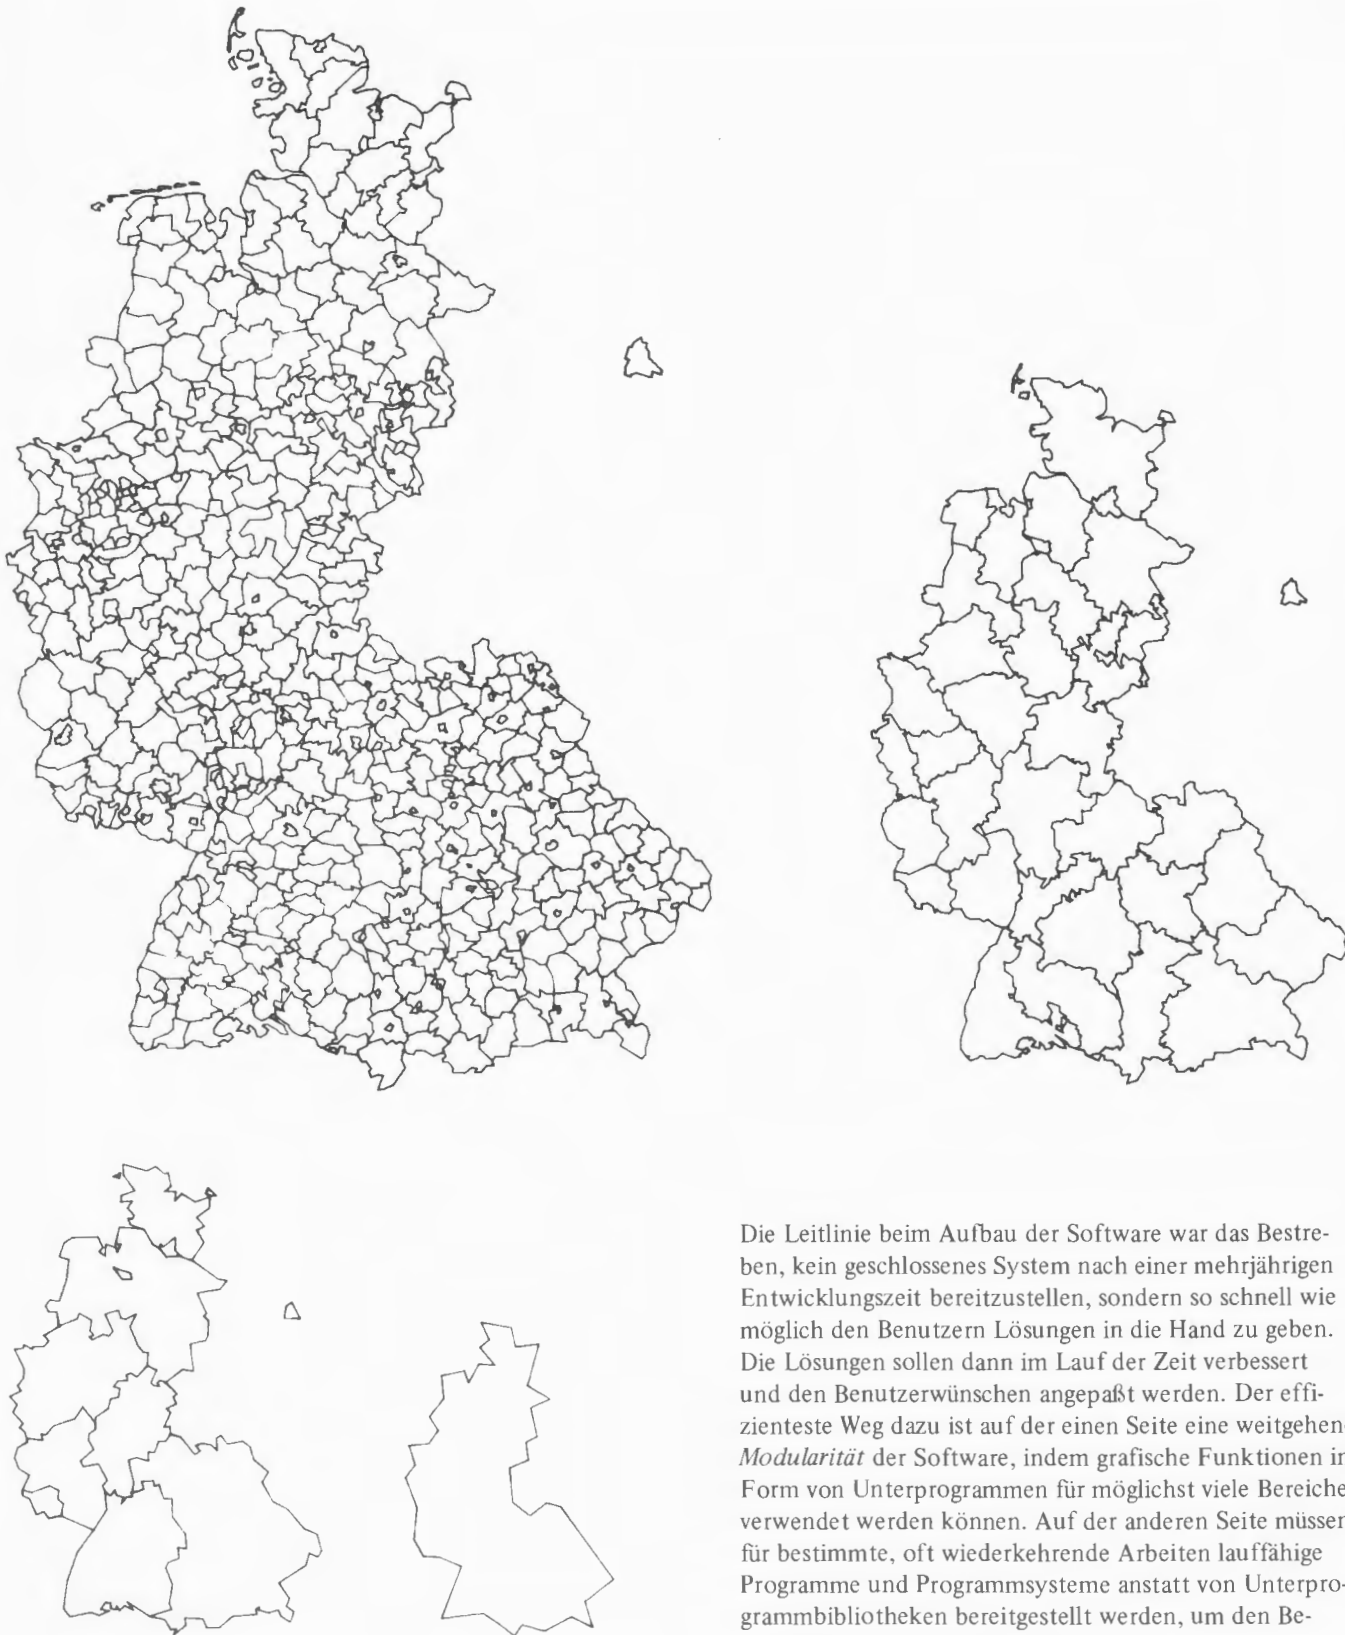 Die Leitlinie beim Aufbau der Software war das Bestre-
ben, kein geschlossenes System nach einer mehrjährigen
Entwicklungszeit bereitzustellen, sondern so schnell wie
möglich den Benutzern Lösungen in die Hand zu geben.
Die Lösungen sollen dann im Lauf der Zeit verbessert
und den Benutzerwünschen angepaßt werden. Der effi-
zienteste Weg dazu ist auf der einen Seite eine weitgehen-
Modularität der Software, indem grafische Funktionen in
Form von Unterprogrammen für möglichst viele Bereiche
verwendet werden können. Auf der anderen Seite müssen
für bestimmte, oft wiederkehrende Arbeiten lauffähige
Programme und Programmsysteme anstatt von Unterpro-
grammbibliotheken bereitgestellt werden, um den Be-